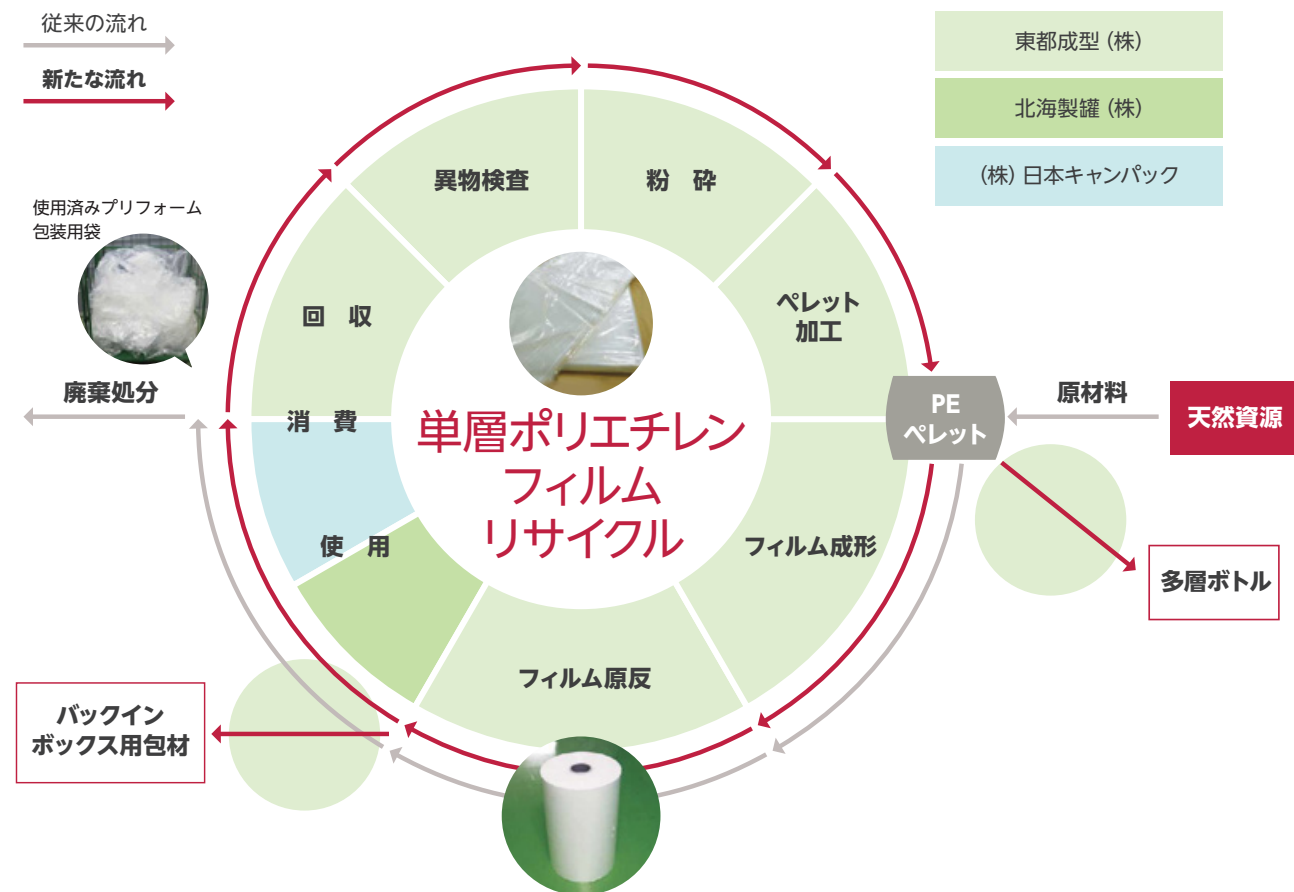 従来の流れ
新たな流れ
東都成型（株）
北海製罐（株）
（株）日本キャンパック
異物検査
粉　砕
使用済みプリフォーム
包装用袋
回　収
ペレット
加工
廃棄処分
消　費
単層ポリエチレン
フィルム
リサイクル
PE
ペレット
原材料
天然資源
使　用
フィルム成形
多層ボトル
フィルム原反
バックイン
ボックス用包材